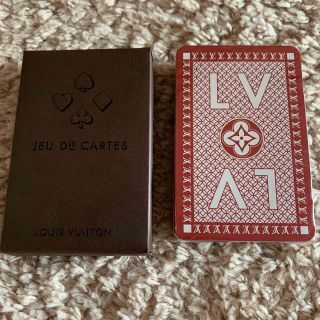 JEU DE CARTES
LOUIS VUITTON
LV
LV